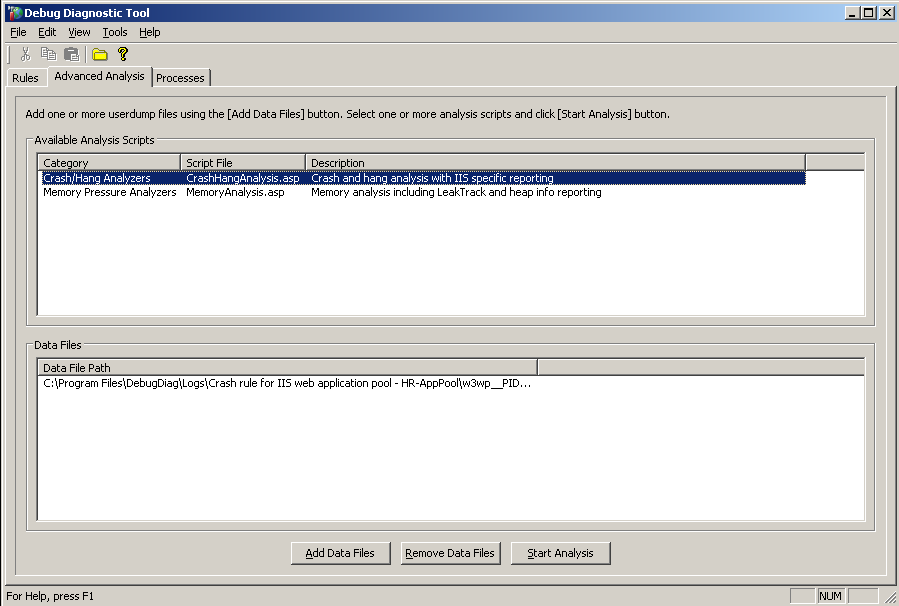 Debug Diagnostic Tool
File Edit View Tools Help
Rules Advanced Analysis Processes
Add one or more userdump files using the [Add Data Files] button. Select one or more analysis scripts and click [Start Analysis] button.
Available Analysis Scripts
Category Script File Description
Crash/Hang Analyzers CrashHangAnalysis.asp Crash and hang analysis with IIS specific reporting
Memory Pressure Analyzers MemoryAnalysis.asp Memory analysis including LeakTrack and heap info reporting
Data Files
Data File Path
C:\Program Files\DebugDiag\Logs\Crash rule for IIS web application pool - HR-AppPool\w3wp__PID...
Add Data Files Remove Data Files Start Analysis
For Help, press F1 NUM